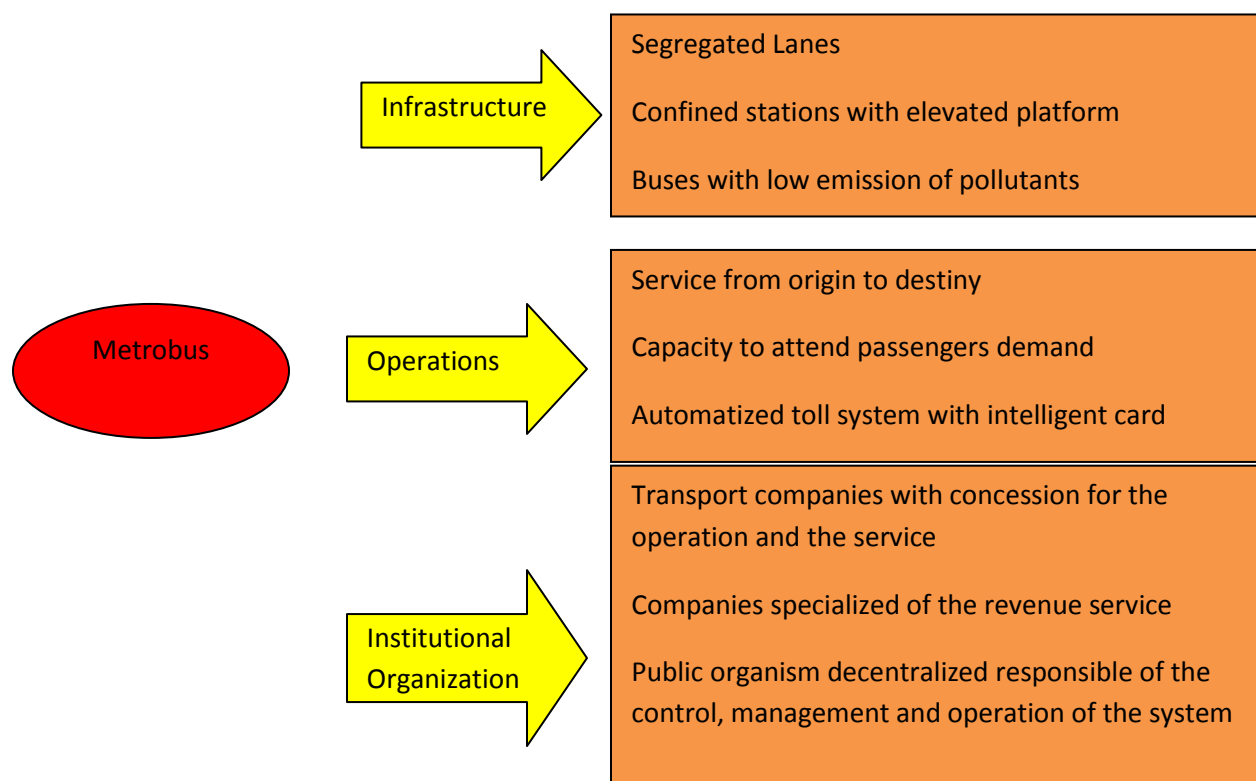 Infrastructure
Segregated Lanes
Confined stations with elevated platform
Buses with low emission of pollutants
Metrobus
Operations
Service from origin to destiny
Capacity to attend passengers demand
Automatized toll system with intelligent card
Institutional
Organization
Transport companies with concession for the
operation and the service
Companies specialized of the revenue service
Public organism decentralized responsible of the
control, management and operation of the system